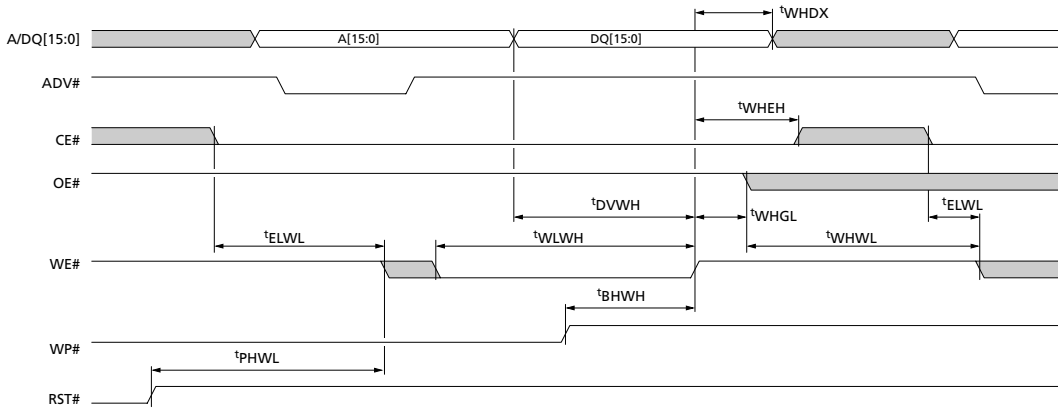 tWHDX
A/DQ[15:0] A[15:0] DQ[15:0]
ADV#
tWHEH
CE#
OE#
tDVWH tWHGL tELWL
tELWL tWLWH tWHWL
WE#
tBHWH
WP#
tPHWL
RST#